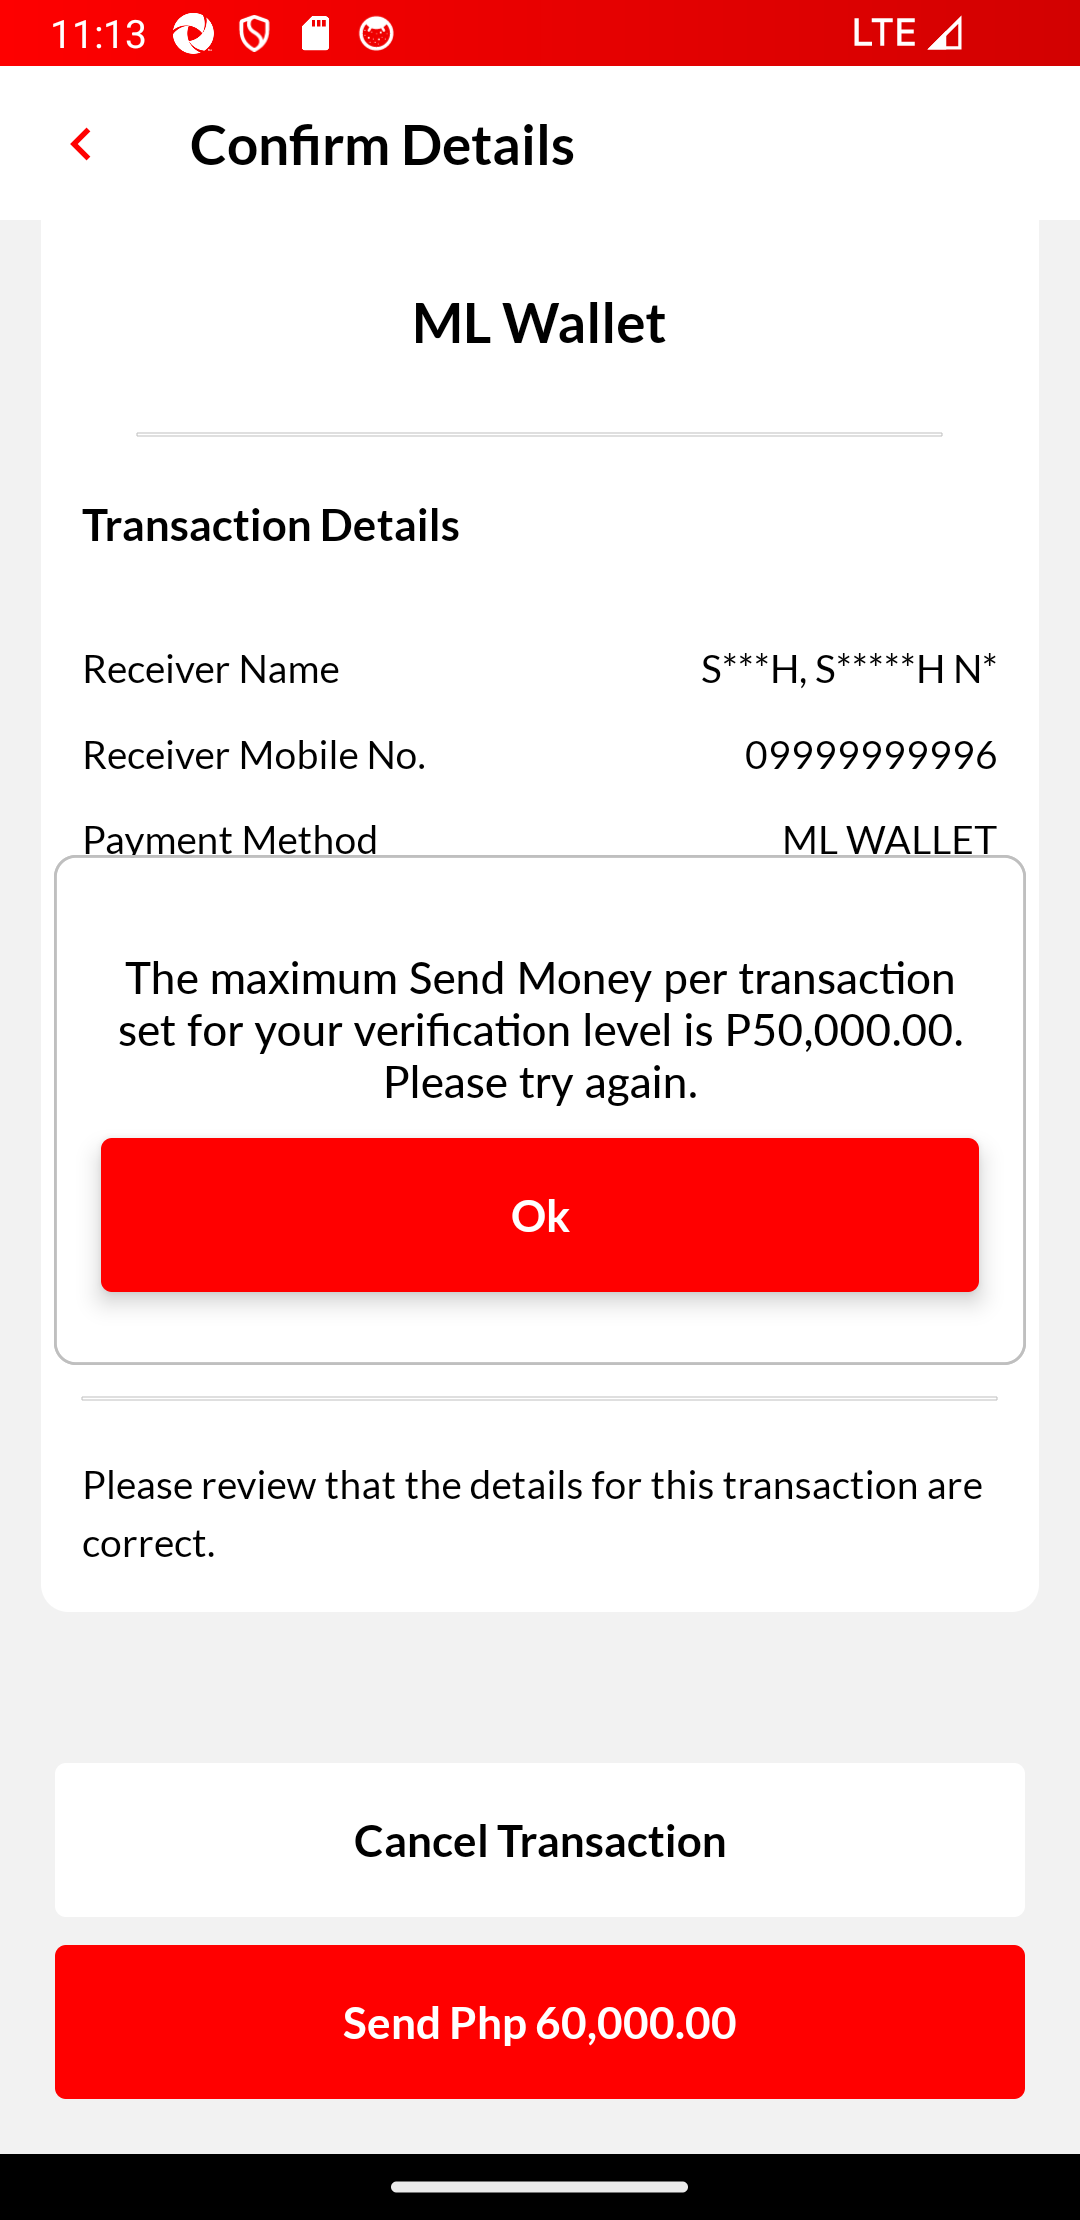 11:13 LTE
Confirm Details
ML Wallet
Transaction Details
Receiver Name S***H, S*****H N*
Receiver Mobile No. 09999999996
Payment Method ML WALLET
The maximum Send Money per transaction
set for your verification level is P50,000.00.
Please try again.
Ok
Please review that the details for this transaction are
correct.
Cancel Transaction
Send Php 60,000.00